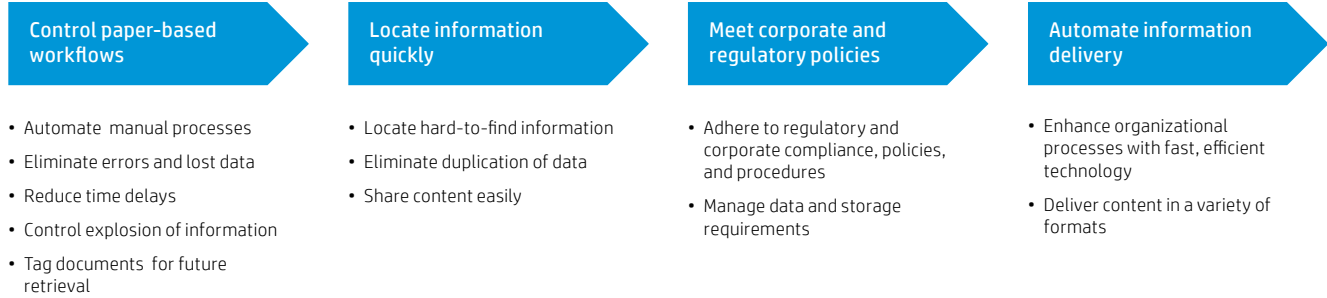 Control paper-based
workflows
• Automate  manual processes
• Eliminate errors and lost data
• Reduce time delays
• Control explosion of information
• Tag documents  for future
retrieval
Locate information
quickly
• Locate hard-to-find information
• Eliminate duplication of data
• Share content easily
Meet corporate and
regulatory policies
• Adhere to regulatory and
corporate compliance, policies,
and procedures
• Manage data and storage
requirements
Automate information
delivery
• Enhance organizational
processes with fast, efficient
technology
• Deliver content in a variety of
formats